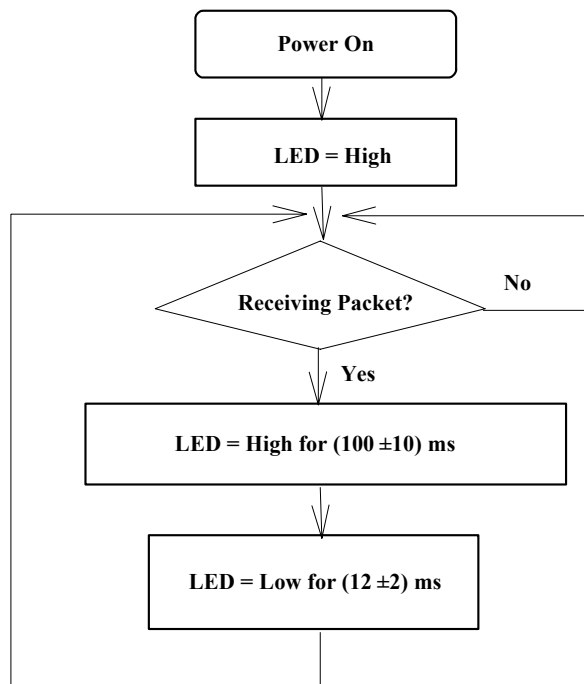 Power On
LED = High
Receiving Packet?
No
Yes
LED = High for (100 ±10) ms
LED = Low for (12 ±2) ms